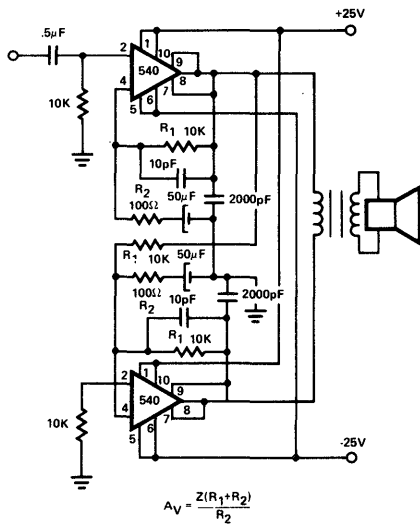 +25V
.5μF
2
1
10
9
540
8
4
7
6
5
10K
R1 10K
10pF
R2
50μF
100Ω
2000pF
R1 10K
50μF
100Ω
10pF
2000pF
R2
R1 10K
2
1
10
9
540
8
4
7
6
5
10K
-25V
AV = Z(R1+R2)
R2